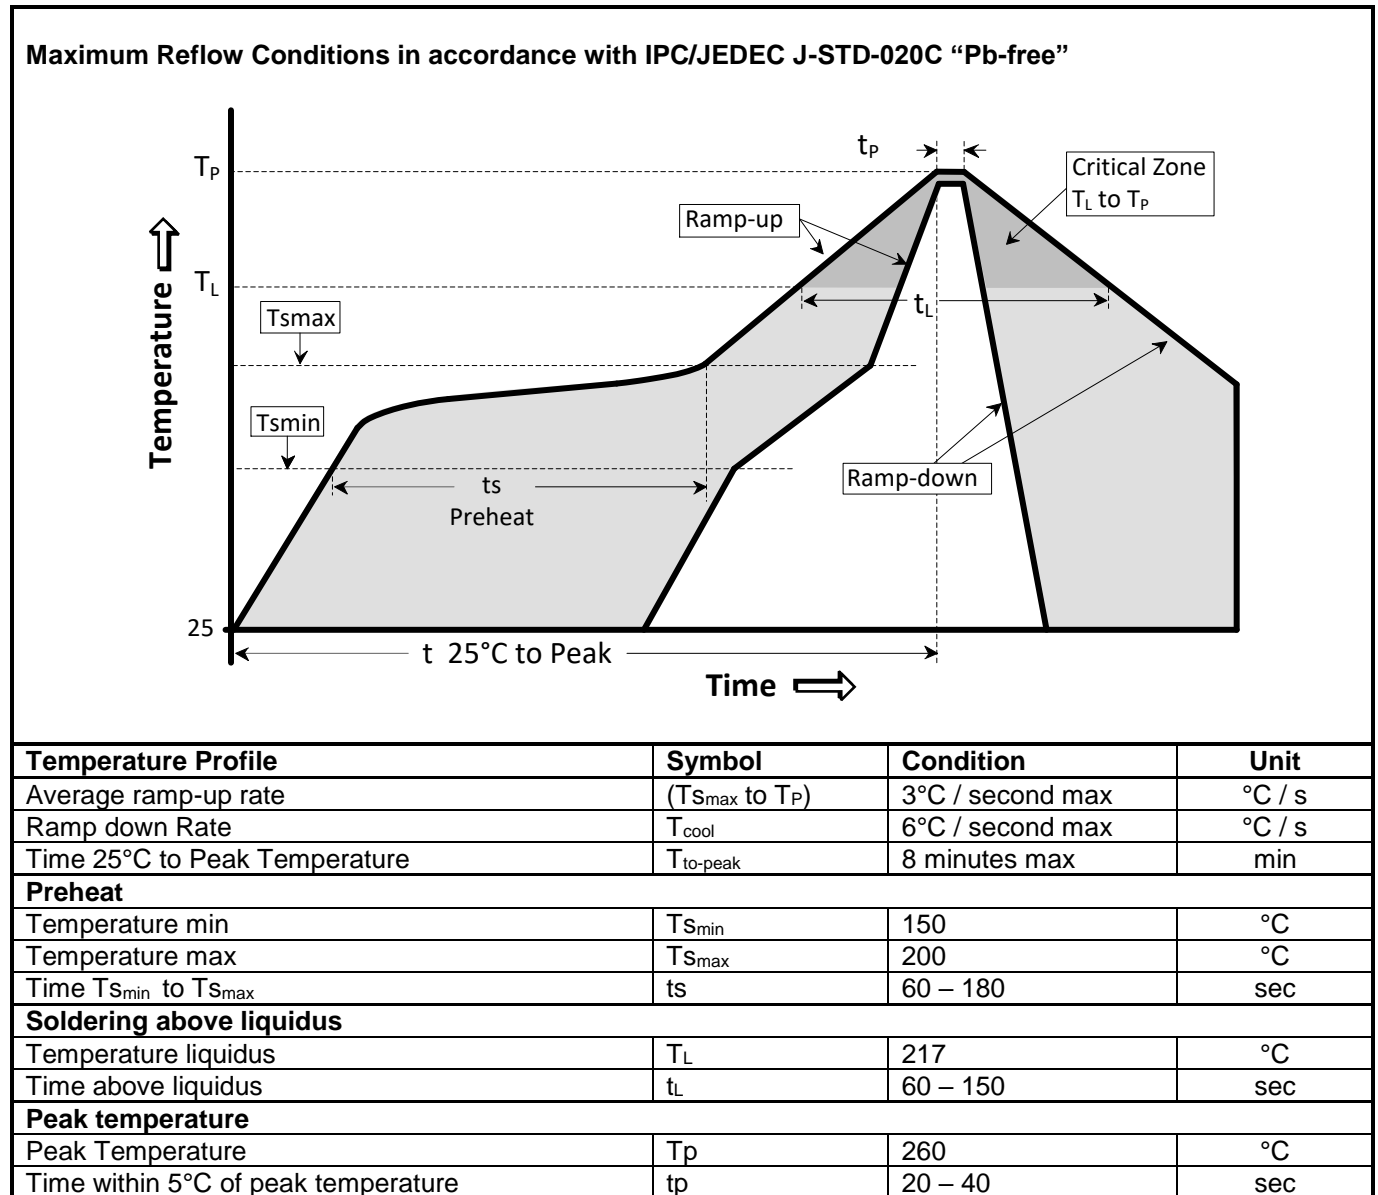 Maximum Reflow Conditions in accordance with IPC/JEDEC J-STD-020C “Pb-free”
tP
TP
Critical Zone
TL to TP
Ramp-up
TL
tL
Tsmax
Temperature
Tsmin
ts
Preheat
Ramp-down
25
t 25°C to Peak
Time
Temperature Profile Symbol Condition Unit
Average ramp-up rate (Tsmax to TP) 3°C / second max °C / s
Ramp down Rate Tcool 6°C / second max °C / s
Time 25°C to Peak Temperature Tto-peak 8 minutes max min
Preheat
Temperature min Tsmin 150 °C
Temperature max Tsmax 200 °C
Time Tsmin to Tsmax ts 60 – 180 sec
Soldering above liquidus
Temperature liquidus TL 217 °C
Time above liquidus tL 60 – 150 sec
Peak temperature
Peak Temperature Tp 260 °C
Time within 5°C of peak temperature tp 20 – 40 sec